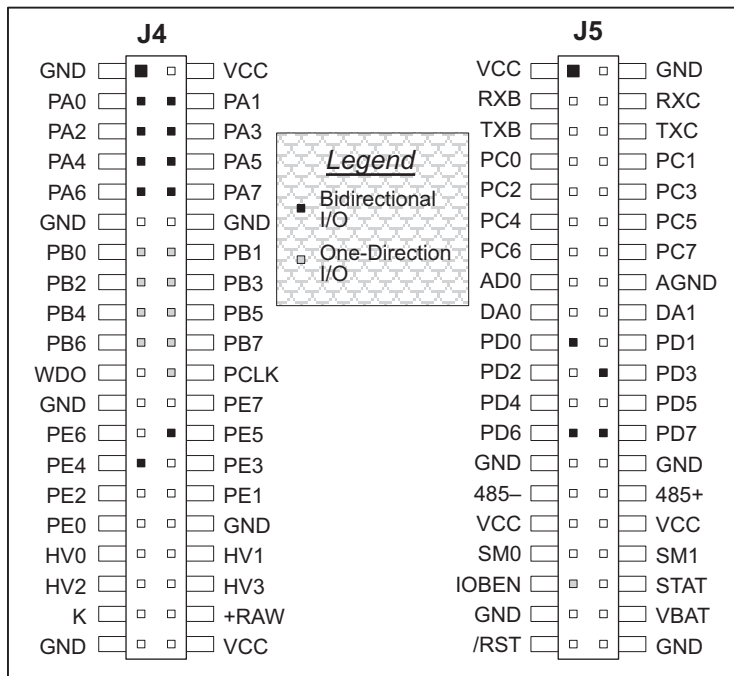 J4 J5
GND VCC VCC GND
PA0 PA1 RXB RXC
PA2 PA3 TXB TXC
PA4 PA5 PC0 PC1
PA6 PA7 PC2 PC3
GND GND PC4 PC5
PB0 PB1 PC6 PC7
PB2 PB3 AD0 AGND
PB4 PB5 DA0 DA1
PB6 PB7 PD0 PD1
WDO PCLK PD2 PD3
GND PE7 PD4 PD5
PE6 PE5 PD6 PD7
PE4 PE3 GND GND
PE2 PE1 485– 485+
PE0 GND VCC VCC
HV0 HV1 SM0 SM1
HV2 HV3 IOBEN STAT
K +RAW GND VBAT
GND VCC /RST GND
Legend
Bidirectional
I/O
One-Direction
I/O